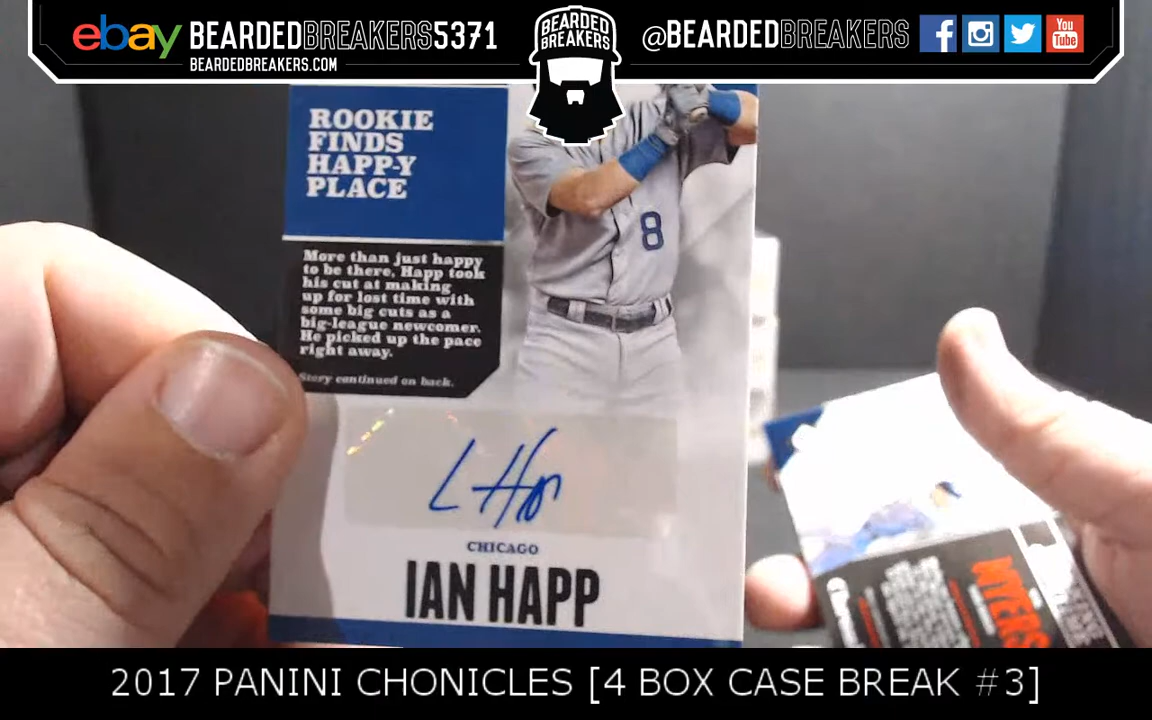 ebay BEARDEDBREAKERS5371
BEARDEDBREAKERS.COM
BEARDED
BREAKERS
@BEARDEDBREAKERS
f
You
Tube
ROOKIE
FINDS
HAPP-Y
PLACE
More than just happy
to be there, Happ took
his cut at making
up for lost time with
some big cuts as a
big-league newcomer.
He picked up the pace
right away.
Story continued on back.
8
CHICAGO
IAN HAPP
MYERS
2017 PANINI CHONICLES [4 BOX CASE BREAK #3]